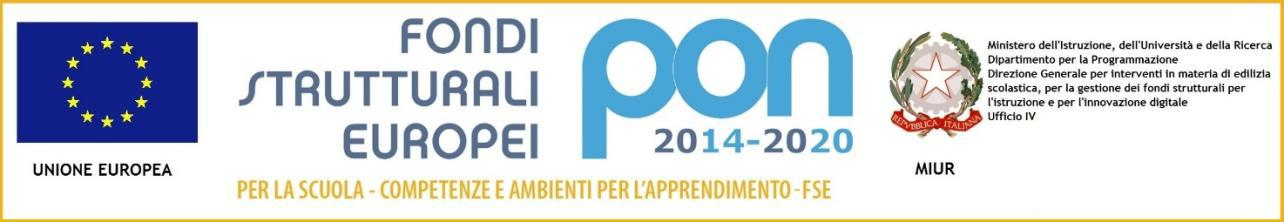 UNIONE EUROPEA
FONDI
STRUTTURALI
EUROPEI
pon
2014-2020
PER LA SCUOLA - COMPETENZE E AMBIENTI PER L'APPRENDIMENTO-FSE
REPVBBLICA ITALIANA
MIUR
Ministero dell'Istruzione, dell'Università e della Ricerca
Dipartimento per la Programmazione
Direzione Generale per interventi in materia di edilizia
scolastica, per la gestione dei fondi strutturali per
l'istruzione e per l'innovazione digitale
Ufficio IV